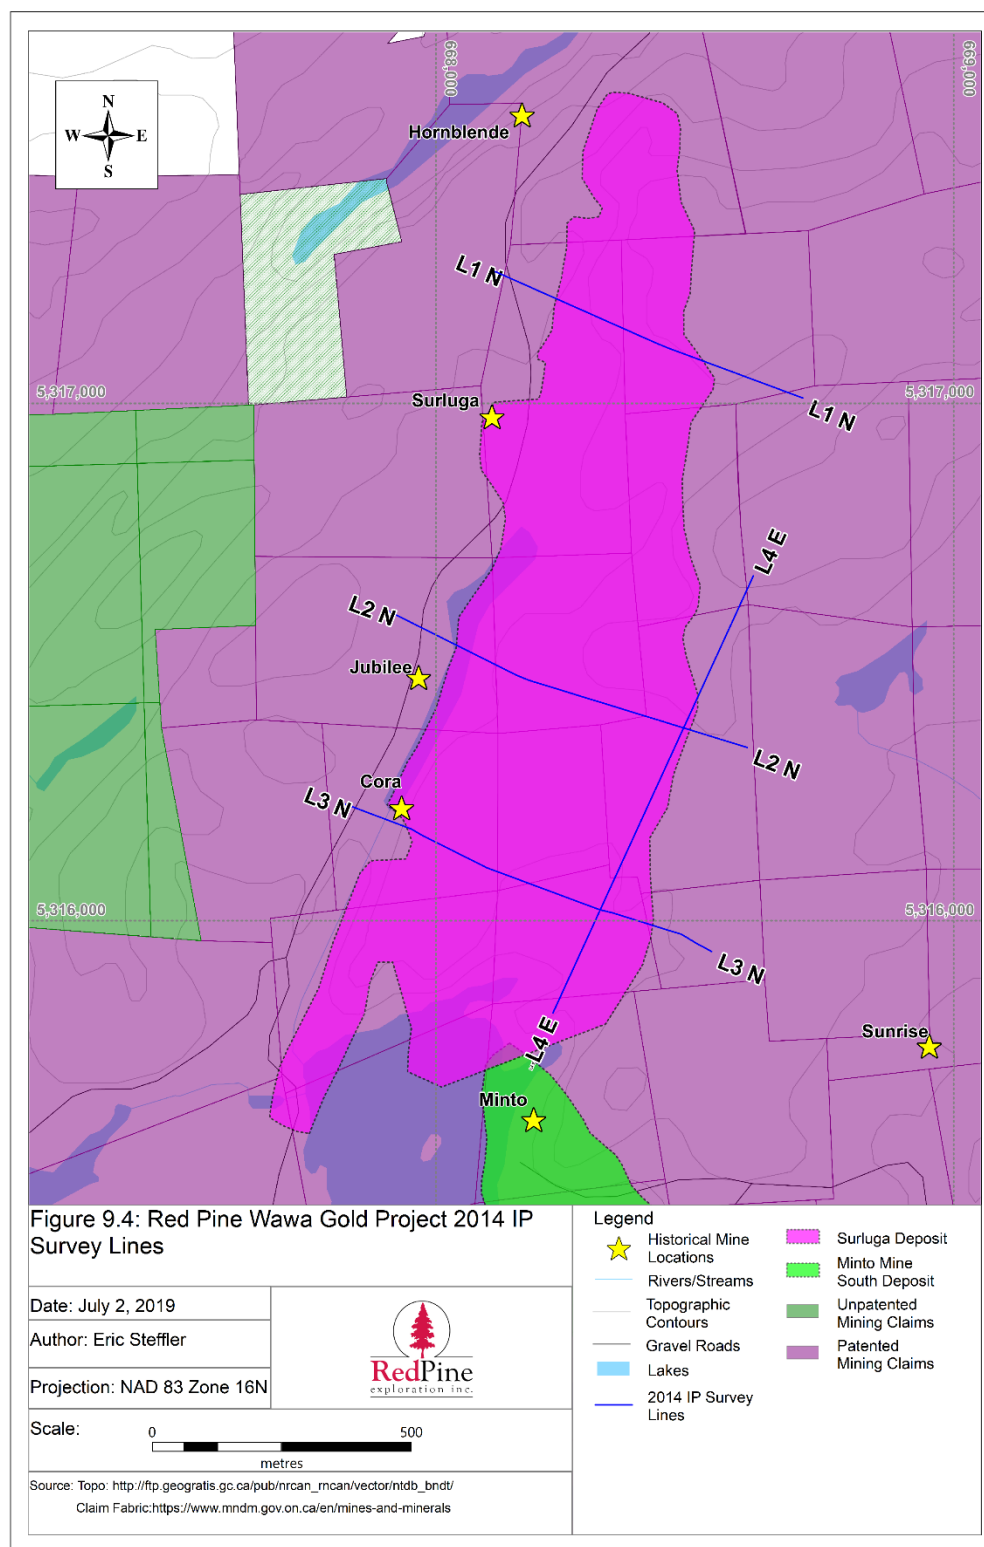 668,000
669,000
N
W E
S
Hornblende
L1 N
5,317,000
5,317,000
Surluga
L1 N
L4 E
L2 N
Jubilee
L2 N
Cora
L3 N
5,316,000
5,316,000
L3 N
Sunrise
L4 E
Minto
Figure 9.4: Red Pine Wawa Gold Project 2014 IP
Survey Lines
Date: July 2, 2019
Author: Eric Steffler
Projection: NAD 83 Zone 16N
RedPine
exploration inc.
Scale:
0 500
metres
Source: Topo: http://ftp.geogratis.gc.ca/pub/nrcan_rncan/vector/ntdb_bndt/
Claim Fabric:https://www.mndm.gov.on.ca/en/mines-and-minerals
Legend
Historical Mine
Locations
Rivers/Streams
Topographic
Contours
Gravel Roads
Lakes
2014 IP Survey
Lines
Surluga Deposit
Minto Mine
South Deposit
Unpatented
Mining Claims
Patented
Mining Claims